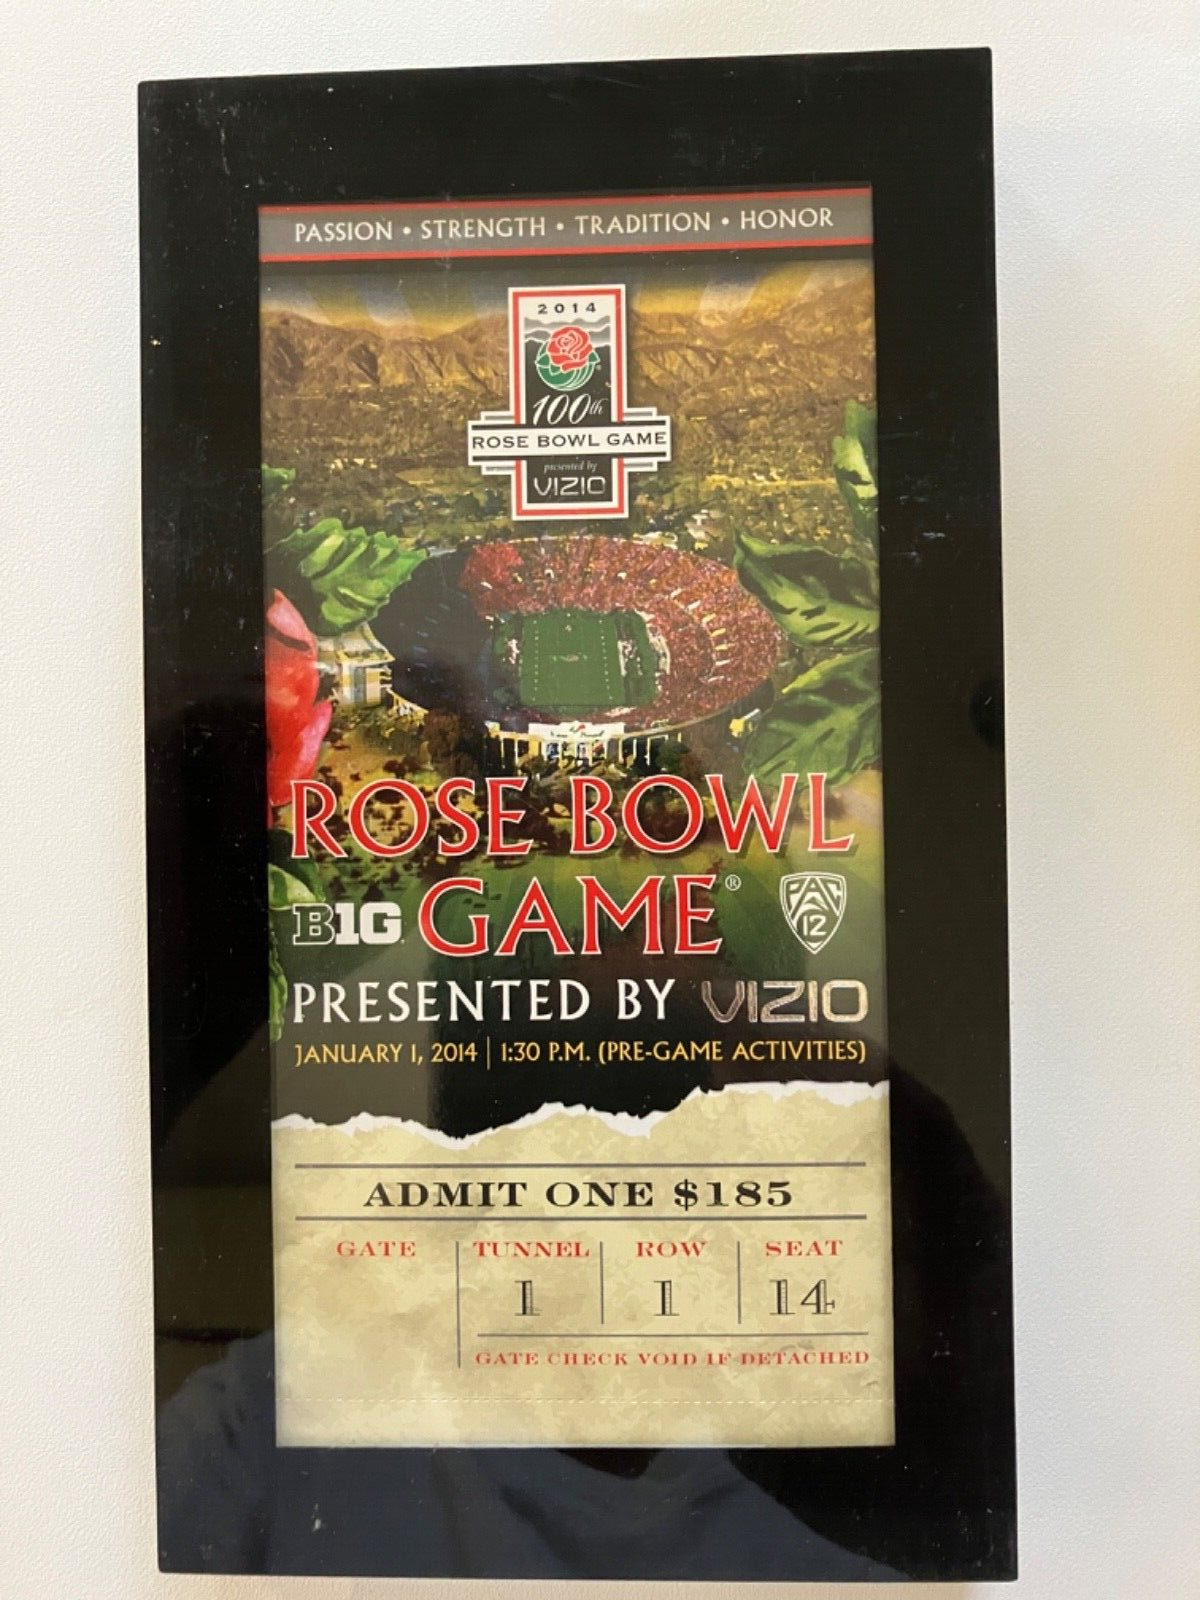 PASSION • STRENGTH • TRADITION • HONOR
2014
100th
ROSE BOWL GAME
presented by
VIZIO
ROSE BOWL
B1G GAME® PAC 12
PRESENTED BY VIZIO
JANUARY 1, 2014 | 1:30 P.M. (PRE-GAME ACTIVITIES)
ADMIT ONE $185
GATE TUNNEL ROW SEAT
1 1 14
GATE CHECK VOID IF DETACHED